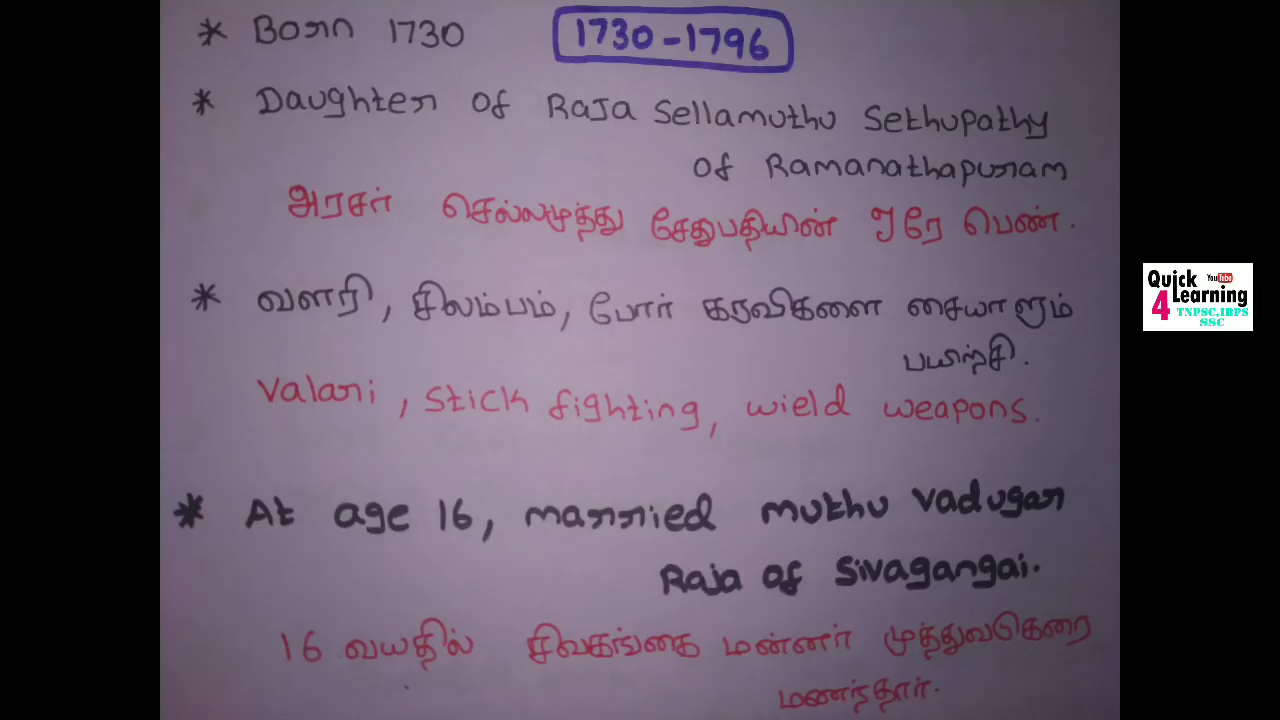 * Born 1730
1730-1796
* Daughter of Raja Sellamuthu Sethupathy
of Ramanathapuram
அரசர் செல்லமுத்து சேதுபதியின் ஒரே பெண்.
* வளரி, சிலம்பம், போர் கருவிகளை கையாளும்
பயிற்சி.
Valari, Stick fighting, wield weapons.
* At age 16, married muthu Vadugar
Raja of Sivagangai.
16 வயதில் சிவகங்கை மன்னர் முத்துவடுகரை
மணந்தார்.
Quick YouTube
4 Learning
TNPSC,IBPS
SSC